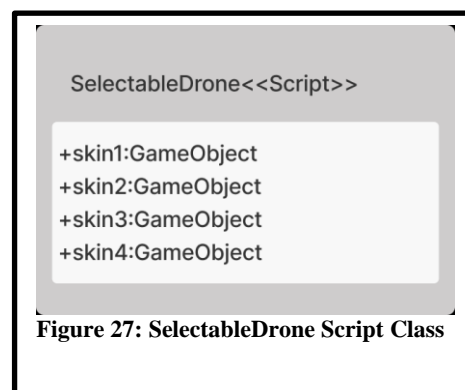 SelectableDrone<<Script>>
+skin1:GameObject
+skin2:GameObject
+skin3:GameObject
+skin4:GameObject
Figure 27: SelectableDrone Script Class